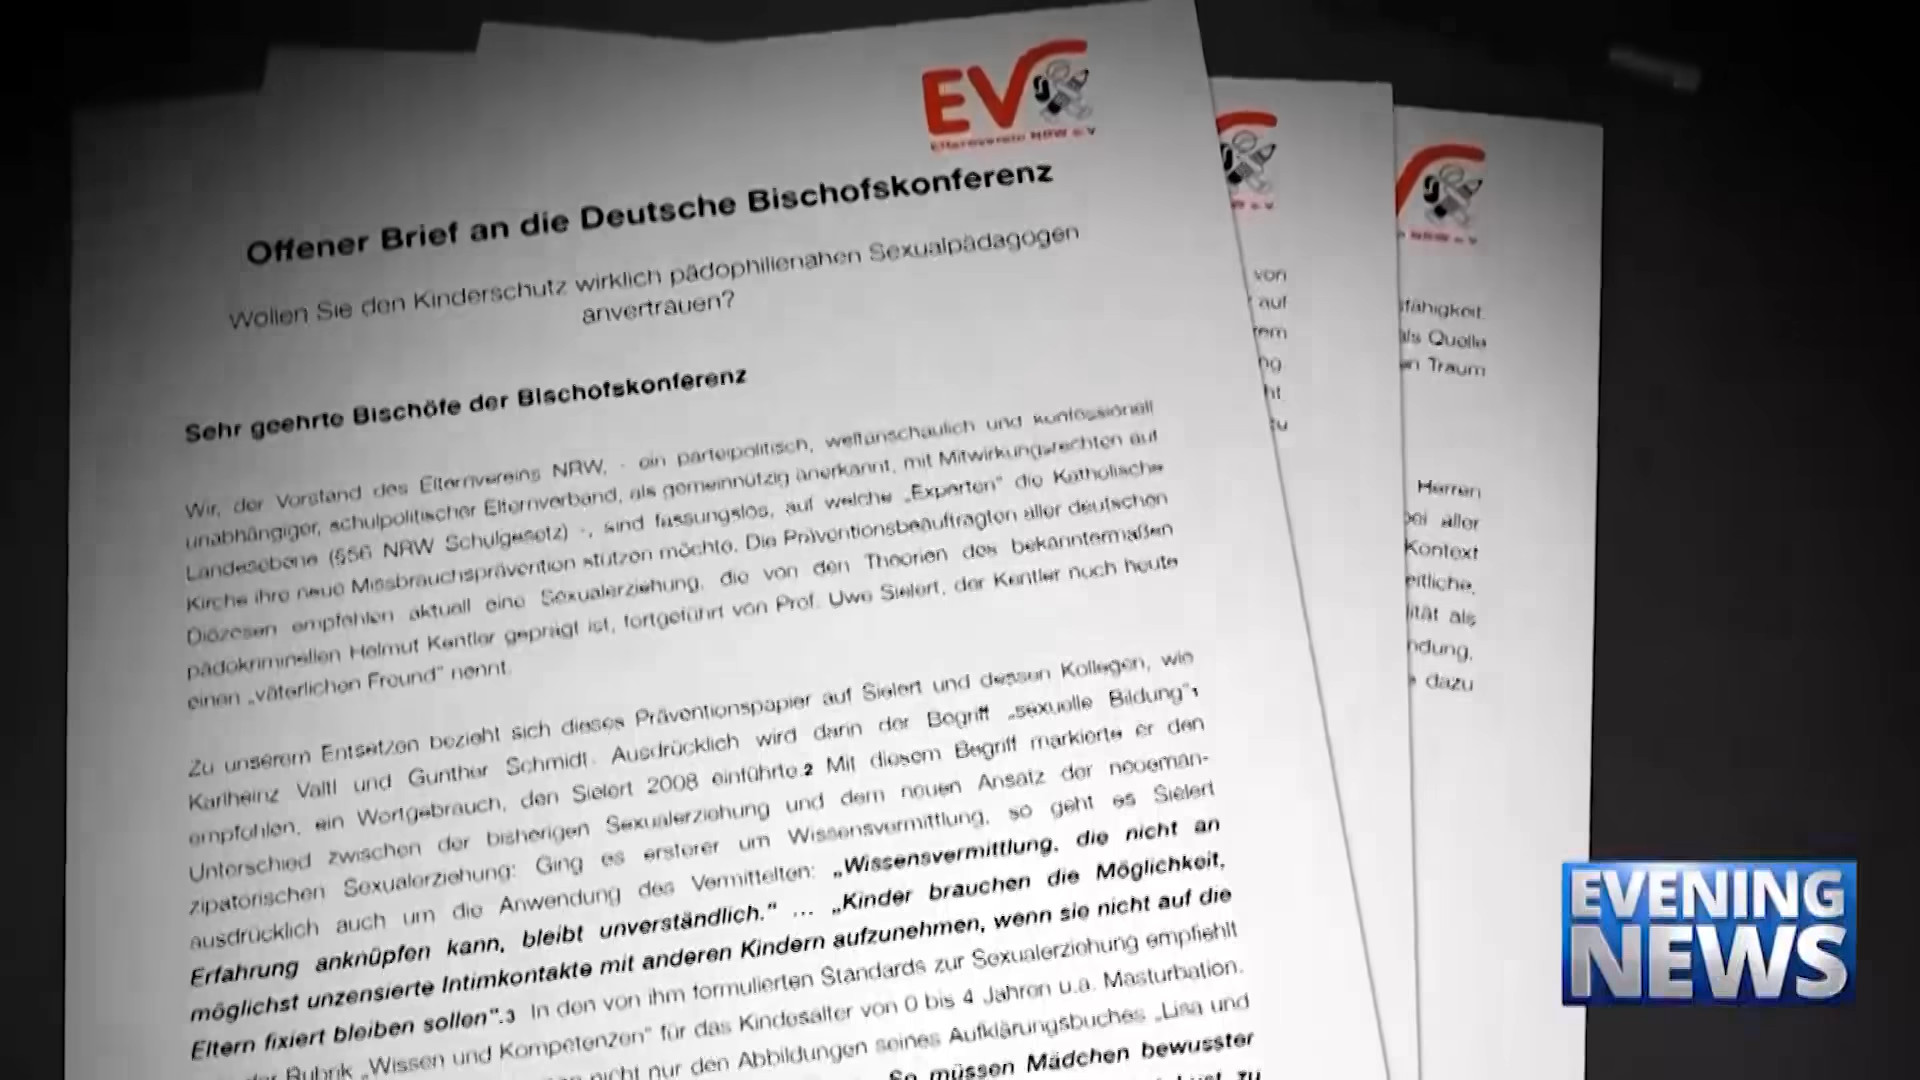 EV
Elternverein NRW e.V.
Offener Brief an die Deutsche Bischofskonferenz
Wollen Sie den Kinderschutz wirklich pädophilienahen Sexualpädagogen
anvertrauen?
Sehr geehrte Bischöfe der Bischofskonferenz
Wir, der Vorstand des Elternvereins NRW, - ein parteipolitisch, weltanschaulich und konfessionell
unabhängiger, schulpolitischer Elternverband, als gemeinnützig anerkannt, mit Mitwirkungsrechten auf
Landesebene (§56 NRW Schulgesetz) -, sind fassungslos, auf welche „Experten" die Katholische
Kirche ihre neue Missbrauchsprävention stützen möchte. Die Präventionsbeauftragten aller deutschen
Diözesen empfehlen aktuell eine Sexualerziehung, die von den Theorien des bekanntermaßen
pädokriminellen Helmut Kentler geprägt ist, fortgeführt von Prof. Uwe Sielert, der Kentler noch heute
einen „väterlichen Freund" nennt.
Zu unserem Entsetzen bezieht sich dieses Präventionspapier auf Sielert und dessen Kollegen, wie
Karlheinz Valtl und Gunther Schmidt. Ausdrücklich wird darin der Begriff „sexuelle Bildung"1
empfohlen, ein Wortgebrauch, den Sielert 2008 einführte.2 Mit diesem Begriff markierte er den
Unterschied zwischen der bisherigen Sexualerziehung und dem neuen Ansatz der neoeman-
zipatorischen Sexualerziehung: Ging es ersterer um Wissensvermittlung, so geht es Sielert
ausdrücklich auch um die Anwendung des Vermittelten: „Wissensvermittlung, die nicht an
Erfahrung anknüpfen kann, bleibt unverständlich." ... „Kinder brauchen die Möglichkeit,
möglichst unzensierte Intimkontakte mit anderen Kindern aufzunehmen, wenn sie nicht auf die
Eltern fixiert bleiben sollen".3 In den von ihm formulierten Standards zur Sexualerziehung empfiehlt
Rubrik „Wissen und Kompetenzen" für das Kindesalter von 0 bis 4 Jahren u.a. Masturbation.
nicht nur den Abbildungen seines Aufklärungsbuches „Lisa und
So müssen Mädchen bewusster
zu
von
auf
ng
ht
zu
fähigkeit.
als Quelle
Traum
Herren
bei aller
Kontext
eitliche,
ität als
ndung,
dazu
EVENING
NEWS